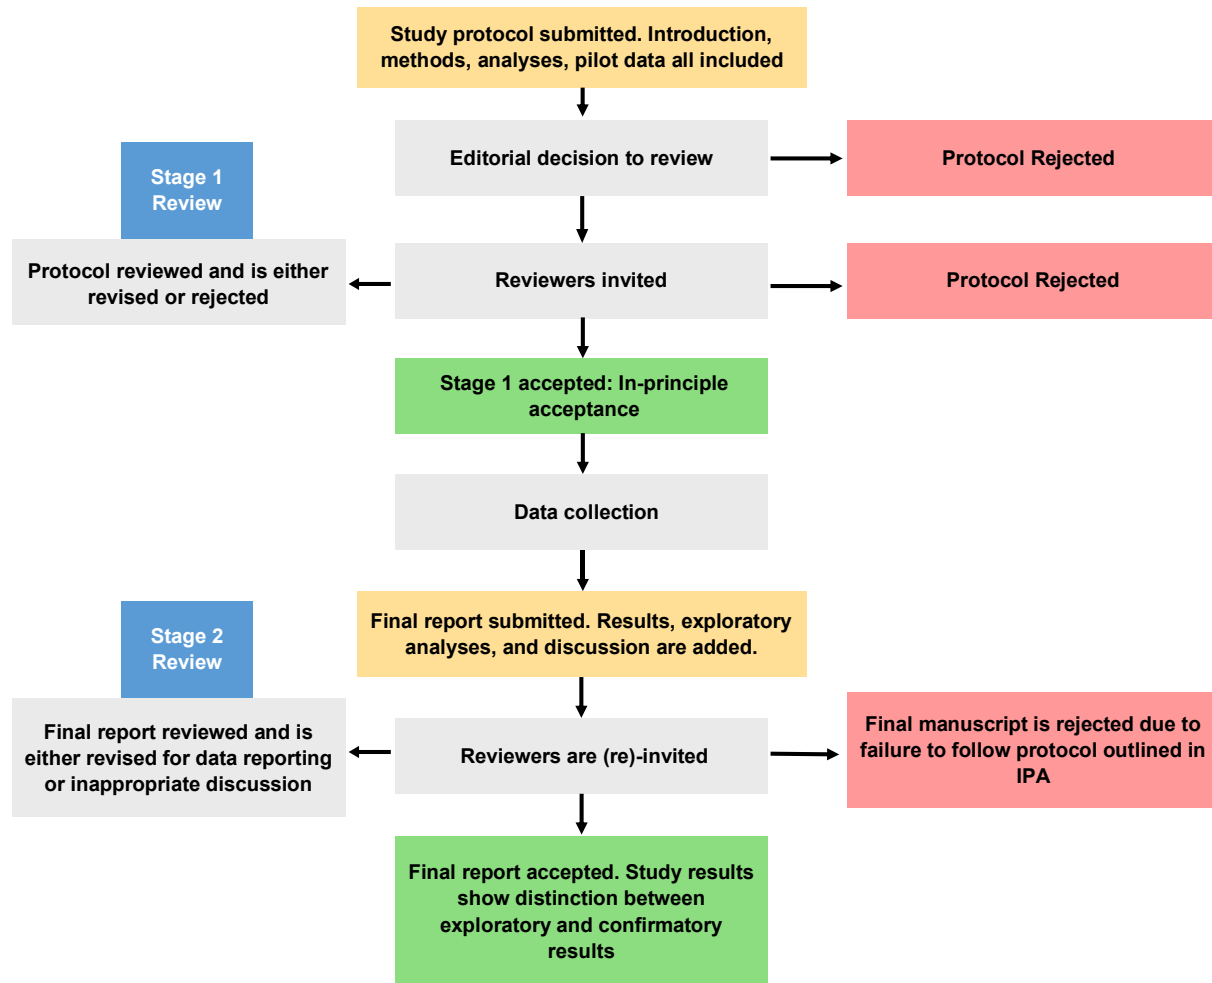 Study protocol submitted. Introduction,
methods, analyses, pilot data all included
Editorial decision to review
Protocol Rejected
Stage 1
Review
Protocol reviewed and is either
revised or rejected
Reviewers invited
Protocol Rejected
Stage 1 accepted: In-principle
acceptance
Data collection
Final report submitted. Results, exploratory
analyses, and discussion are added.
Stage 2
Review
Final report reviewed and is
either revised for data reporting
or inappropriate discussion
Reviewers are (re)-invited
Final manuscript is rejected due to
failure to follow protocol outlined in
IPA
Final report accepted. Study results
show distinction between
exploratory and confirmatory
results